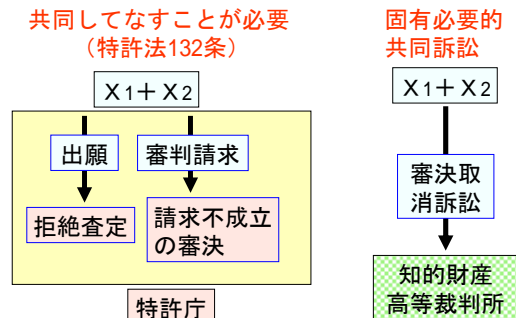 共同してなすことが必要
（特許法132条）
X1＋X2
出願
審判請求
拒絶査定
請求不成立
の審決
特許庁
固有必要的
共同訴訟
X1＋X2
審決取
消訴訟
知的財産
高等裁判所